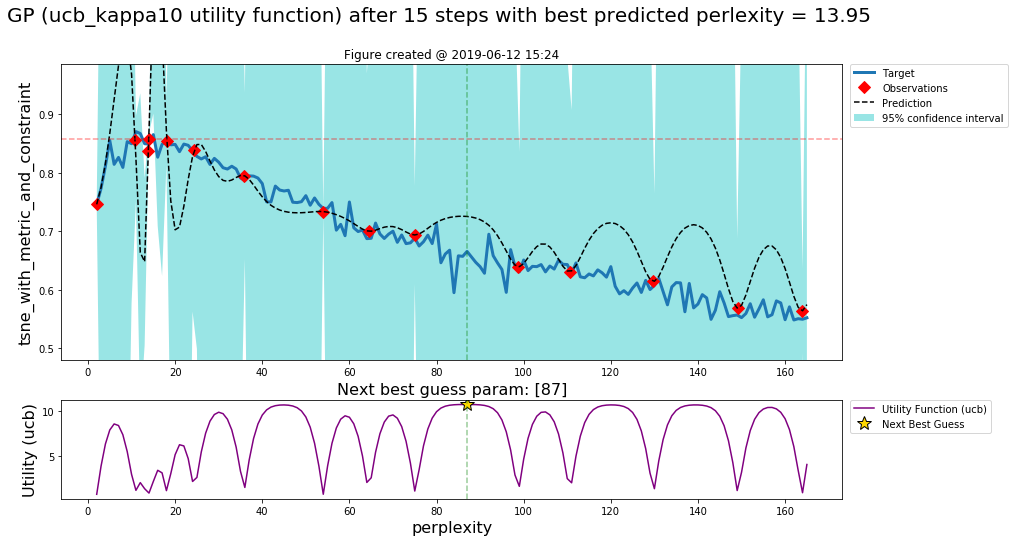 GP (ucb_kappa10 utility function) after 15 steps with best predicted perlexity = 13.95
Figure created @ 2019-06-12 15:24
tsne_with_metric_and_constraint
0.9
0.8
0.7
0.6
0.5
0 20 40 60 80 100 120 140 160
Target
Observations
Prediction
95% confidence interval
Next best guess param: [87]
Utility (ucb)
10
5
0 20 40 60 80 100 120 140 160
perplexity
Utility Function (ucb)
Next Best Guess